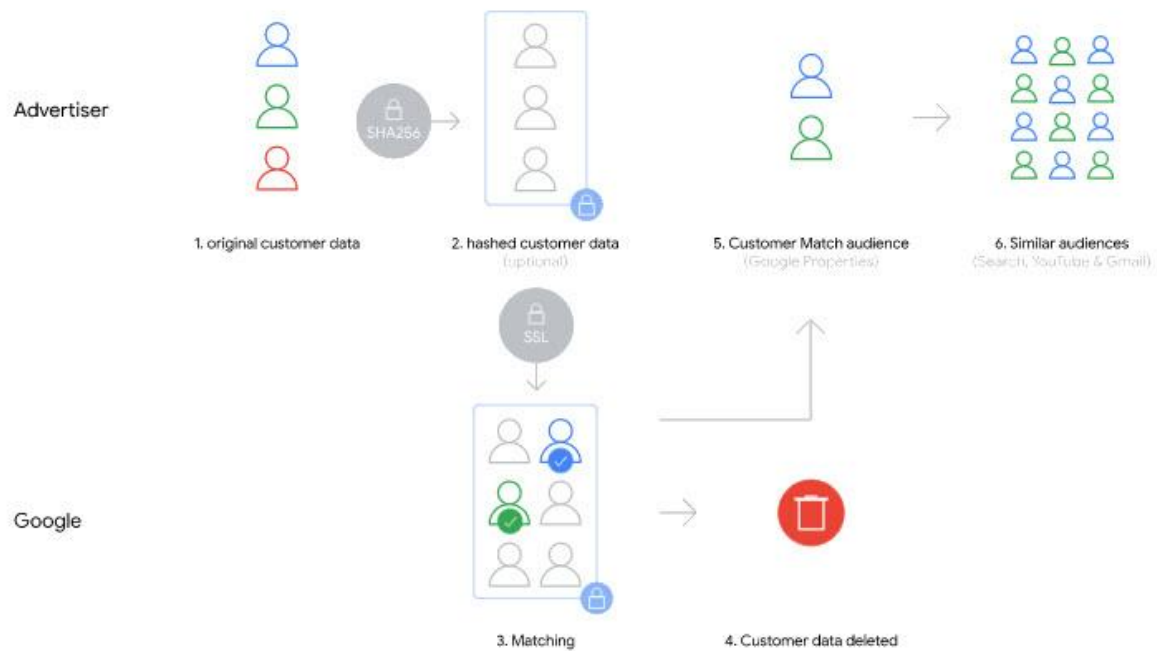 Advertiser
SHA256
1. original customer data
2. hashed customer data
(optional)
5. Customer Match audience
(Google Properties)
6. Similar audiences
(Search, YouTube & Gmail)
SSL
Google
3. Matching
4. Customer data deleted